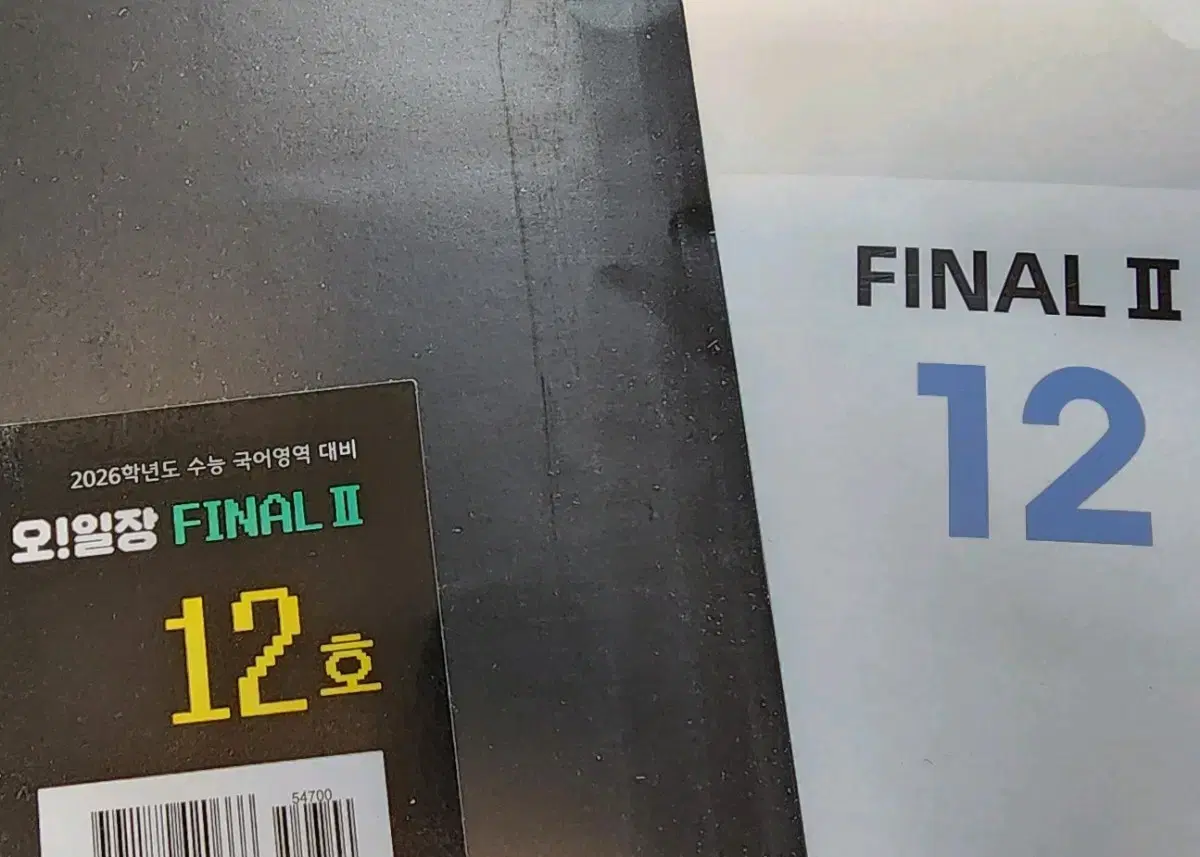 2026학년도 수능 국어영역 대비
오!일장 FINAL Ⅱ
12호
54700
FINAL Ⅱ
12